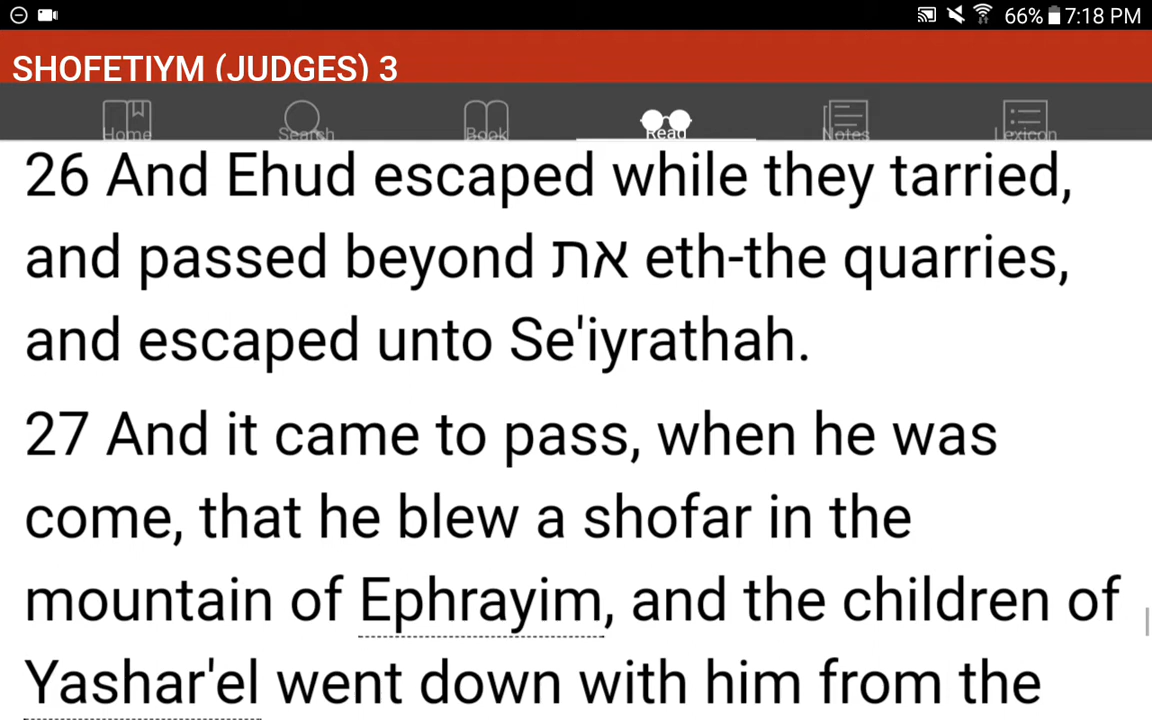 66% 7:18 PM
SHOFETIYM (JUDGES) 3
Home Search Book Read Notes Lexicon
26 And Ehud escaped while they tarried,
and passed beyond את eth-the quarries,
and escaped unto Se'iyrathah.
27 And it came to pass, when he was
come, that he blew a shofar in the
mountain of Ephrayim, and the children of
Yashar'el went down with him from the